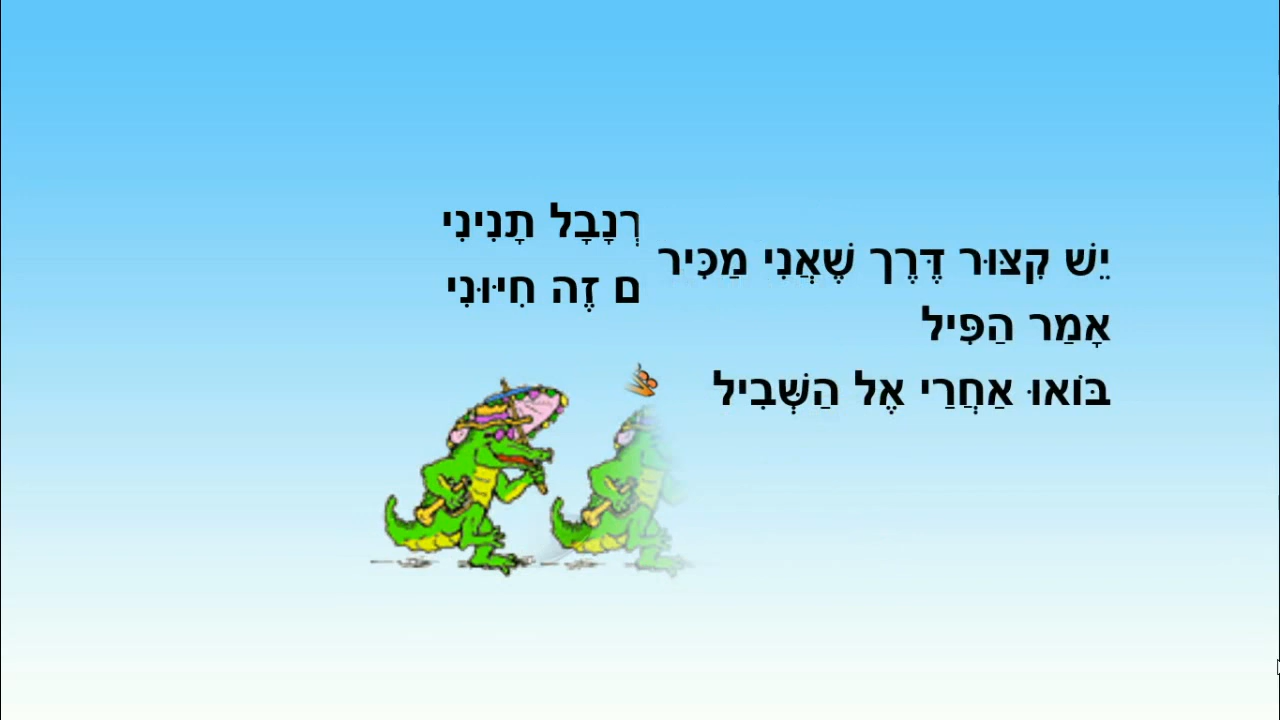 יֵשׁ קִצּוּר דֶּרֶך שֶׁאֲנִי מַכִּיר
אָמַר הַפִּיל
בּוֹאוּ אַחֲרַי אֶל הַשְּׁבִיל
תָּנִינִי
זֶה חִיּוּנִי